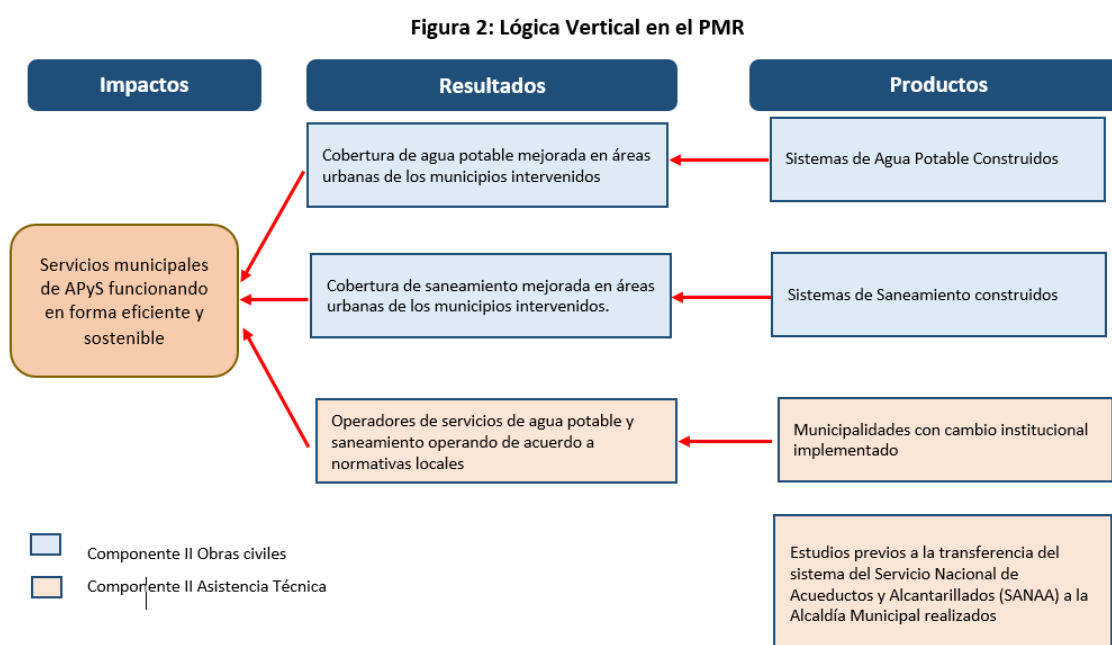 Figura 2: Lógica Vertical en el PMR
Impactos
Resultados
Productos
Cobertura de agua potable mejorada en áreas
urbanas de los municipios intervenidos
Sistemas de Agua Potable Construidos
Servicios municipales
de APyS funcionando
en forma eficiente y
sostenible
Cobertura de saneamiento mejorada en áreas
urbanas de los municipios intervenidos.
Sistemas de Saneamiento construidos
Operadores de servicios de agua potable y
saneamiento operando de acuerdo a
normativas locales
Municipalidades con cambio institucional
implementado
Componente II Obras civiles
Componente II Asistencia Técnica
Estudios previos a la transferencia del
sistema del Servicio Nacional de
Acueductos y Alcantarillados (SANAA) a la
Alcaldía Municipal realizados